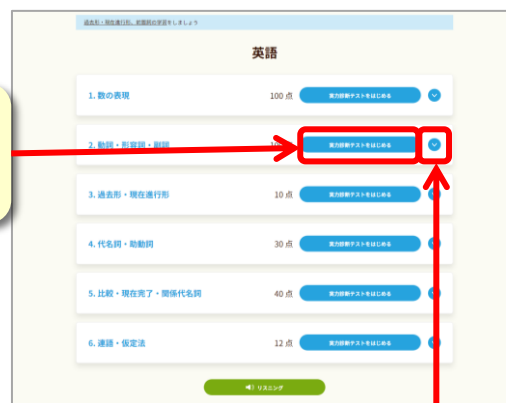 過去形・現在進行形、前置詞の学習をしましょう
英語
1. 数の表現
100 点
実力診断テストをはじめる
2. 動詞・形容詞・副詞
実力診断テストをはじめる
3. 過去形・現在進行形
10 点
実力診断テストをはじめる
4. 代名詞・助動詞
30 点
実力診断テストをはじめる
5. 比較・現在完了・関係代名詞
40 点
実力診断テストをはじめる
6. 連語・仮定法
12 点
実力診断テストをはじめる
リスニング